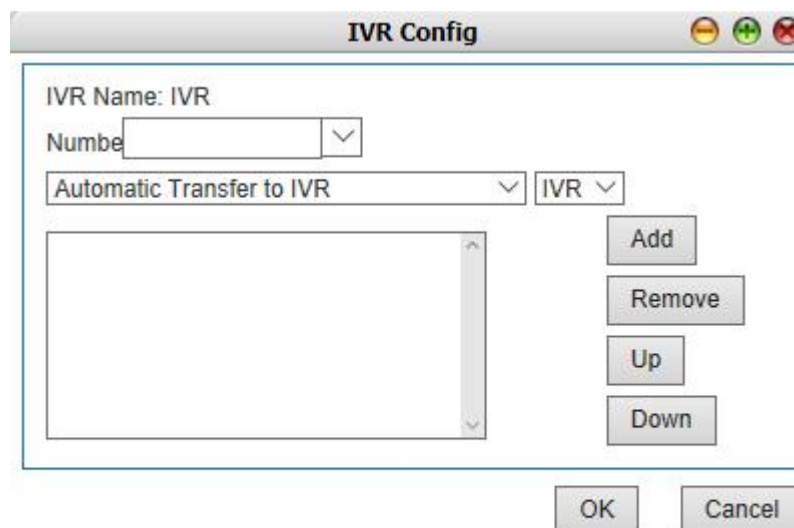 IVR Config
IVR Name: IVR
Numbe
Automatic Transfer to IVR IVR
Add
Remove
Up
Down
OK Cancel